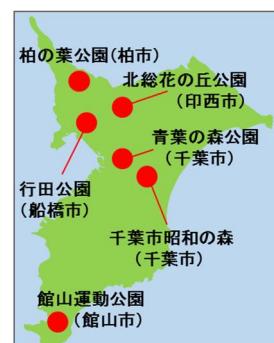 柏の葉公園(柏市)
北総花の丘公園
(印西市)
青葉の森公園
(千葉市)
行田公園
(船橋市)
千葉市昭和の森
(千葉市)
館山運動公園
(館山市)